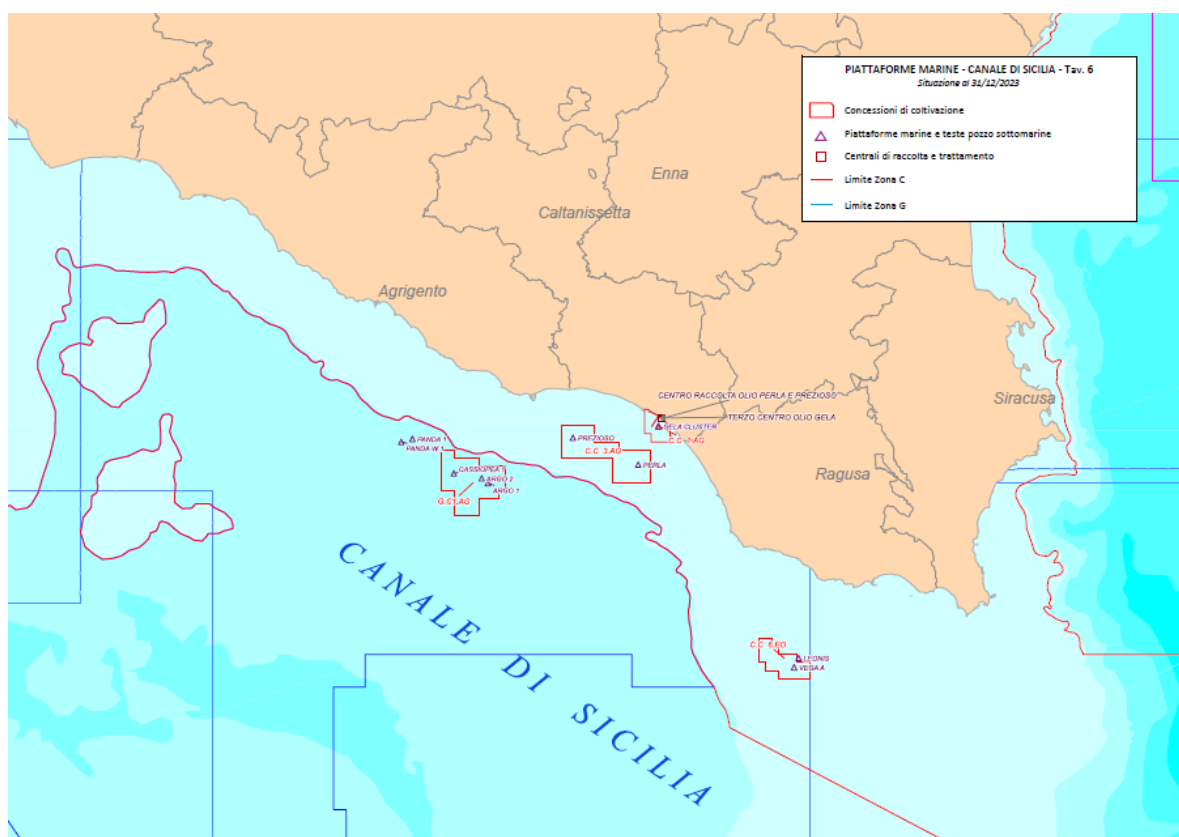 PIATTAFORME MARINE - CANALE DI SICILIA - Tav. 6
Situazione al 31/12/2023
Concessioni di coltivazione
Piattaforme marine e teste pozzo sottomarine
Centrali di raccolta e trattamento
Limite Zona C
Limite Zona G
Enna
Caltanissetta
Agrigento
Siracusa
Ragusa
CENTRO RACCOLTA OLIO PERLA E PREZIOSO
TERZO CENTRO OLIO GELA
GELA CLUSTER
C.C 1.AG
PREZIOSO
C.C 3.AG
PERLA
PANDA 1
PANDA W 1
CASSIOPEA 1
ARGO 2
ARGO 1
G.C1.AG
C.C 6.EO
LEONIS
VEGA A
CANALE DI SICILIA